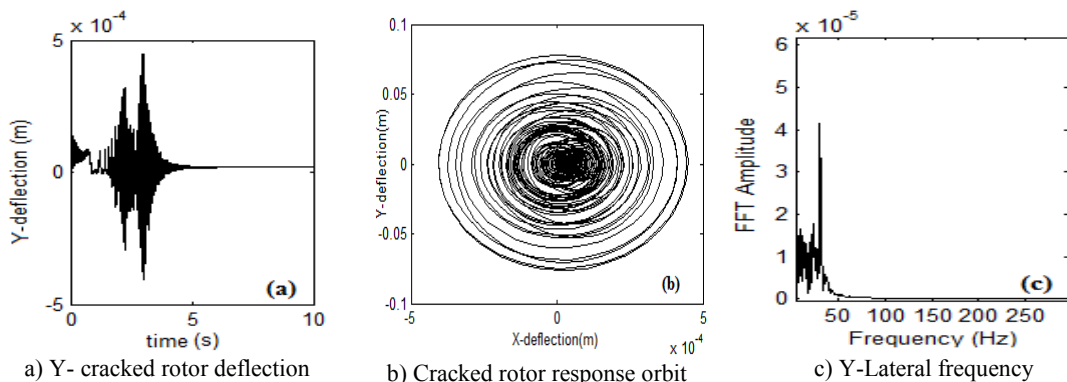 5 x 10^-4
Y-deflection (m)
0
-5
0
5
10
time (s)
(a)
a) Y- cracked rotor deflection
0.1
0.05
0
-0.05
-0.1
Y-deflection(m)
-5
0
5
x 10^-4
X-deflection(m)
(b)
b) Cracked rotor response orbit
x 10^-5
6
5
4
3
2
1
0
FFT Amplitude
50 100 150 200 250
Frequency (Hz)
(c)
c) Y-Lateral frequency